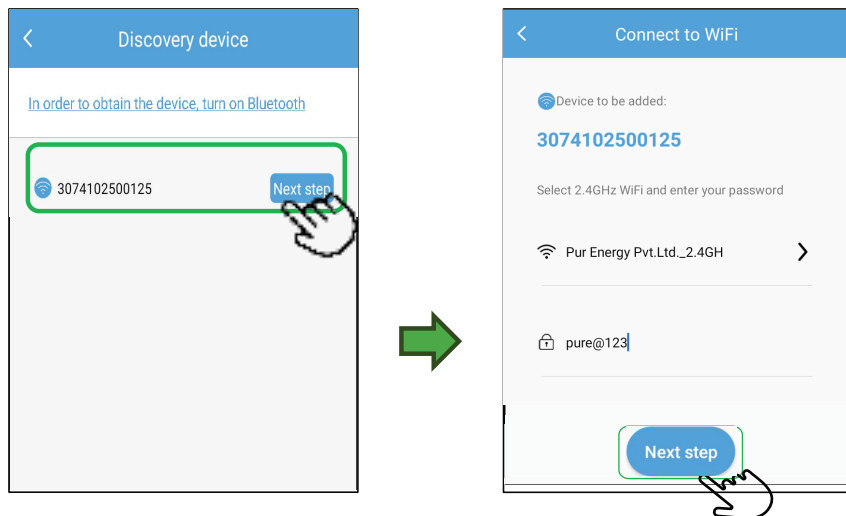 Discovery device
In order to obtain the device, turn on Bluetooth
3074102500125 Next step
Connect to WiFi
Device to be added:
3074102500125
Select 2.4GHz WiFi and enter your password
Pur Energy Pvt.Ltd._2.4GH
pure@123
Next step